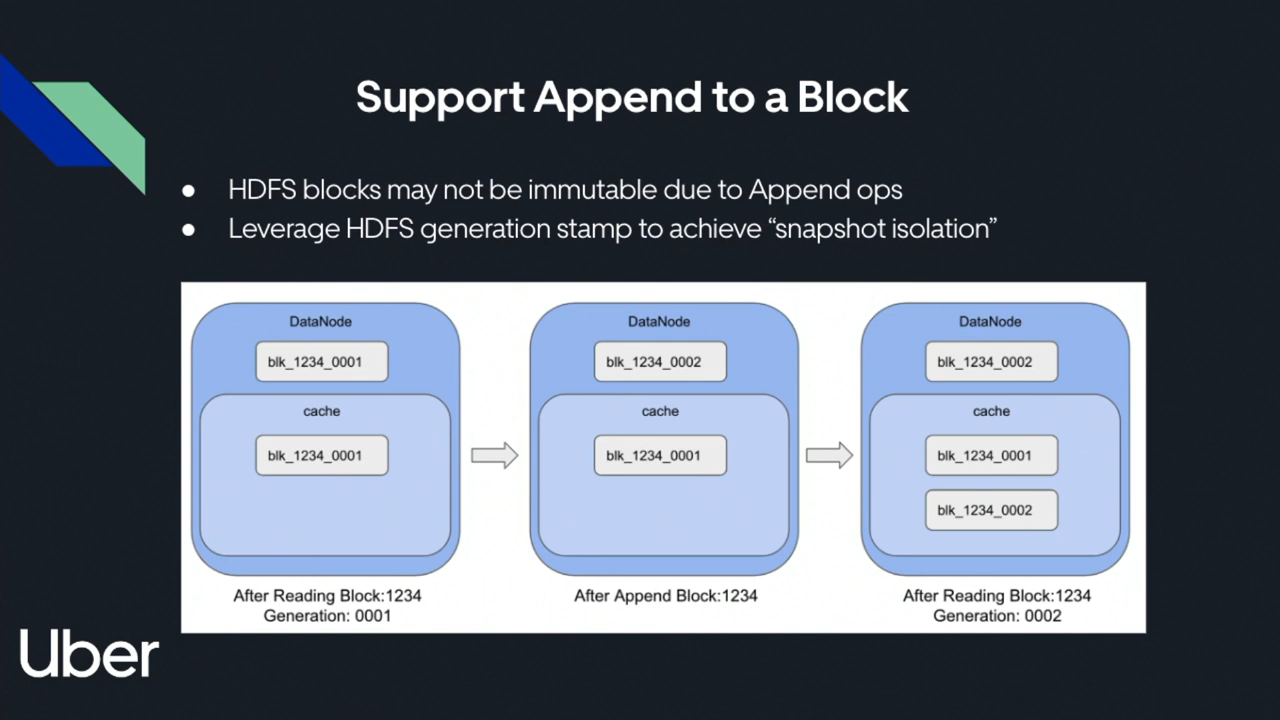 Support Append to a Block
● HDFS blocks may not be immutable due to Append ops
● Leverage HDFS generation stamp to achieve “snapshot isolation”
DataNode
blk_1234_0001
cache
blk_1234_0001
After Reading Block:1234
Generation: 0001
DataNode
blk_1234_0002
cache
blk_1234_0001
After Append Block:1234
DataNode
blk_1234_0002
cache
blk_1234_0001
blk_1234_0002
After Reading Block:1234
Generation: 0002
Uber